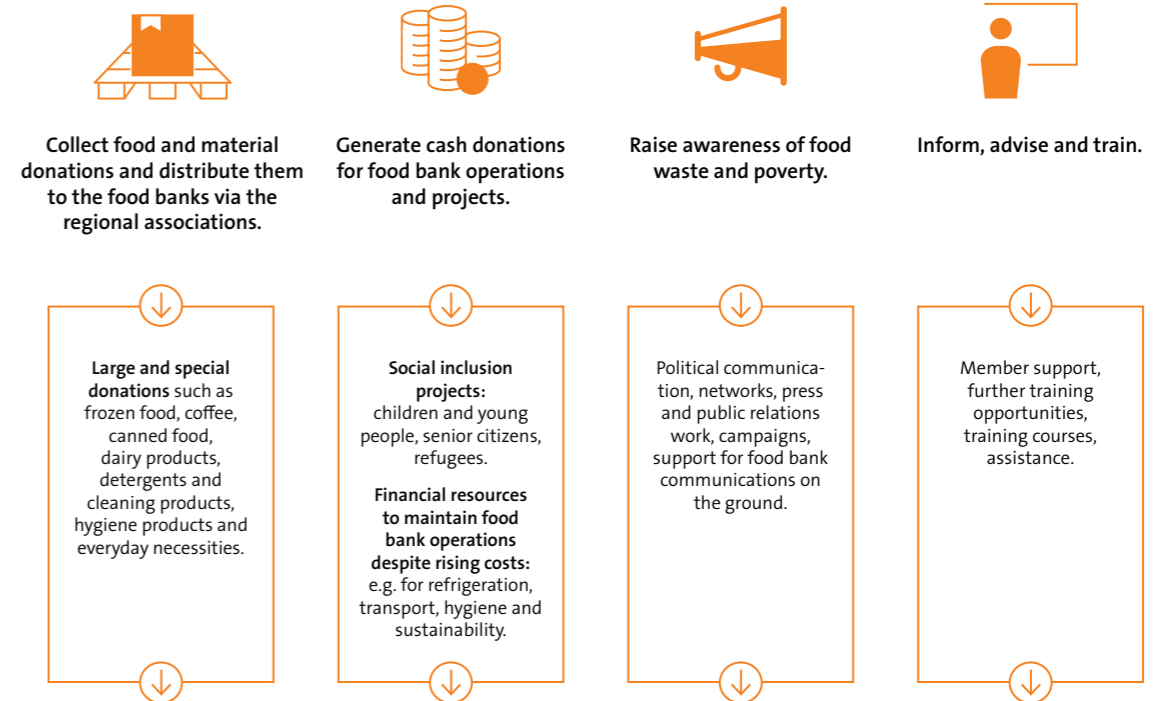 Collect food and material
donations and distribute them
to the food banks via the
regional associations.
Generate cash donations
for food bank operations
and projects.
Raise awareness of food
waste and poverty.
Inform, advise and train.
Large and special
donations such as
frozen food, coffee,
canned food,
dairy products,
detergents and
cleaning products,
hygiene products and
everyday necessities.
Social inclusion
projects:
children and young
people, senior citizens,
refugees.
Financial resources
to maintain food
bank operations
despite rising costs:
e.g. for refrigeration,
transport, hygiene and
sustainability.
Political communica-
tion, networks, press
and public relations
work, campaigns,
support for food bank
communications on
the ground.
Member support,
further training
opportunities,
training courses,
assistance.